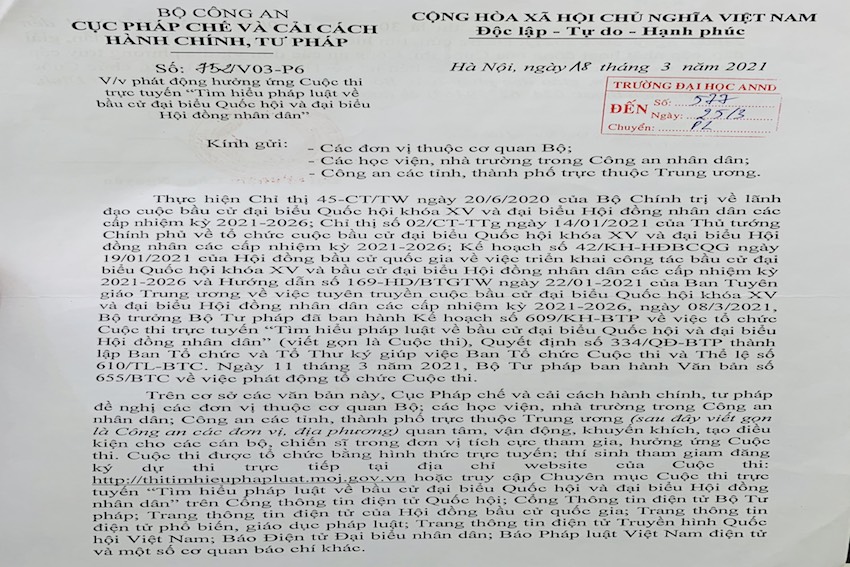 BỘ CÔNG AN
CỤC PHÁP CHẾ VÀ CẢI CÁCH
HÀNH CHÍNH, TƯ PHÁP
CỘNG HÒA XÃ HỘI CHỦ NGHĨA VIỆT NAM
Độc lập - Tự do - Hạnh phúc
Số: 752/V03-P6
V/v phát động hưởng ứng Cuộc thi
trực tuyến “Tìm hiểu pháp luật về
bầu cử đại biểu Quốc hội và đại biểu
Hội đồng nhân dân”
Hà Nội, ngày 18 tháng 3 năm 2021
TRƯỜNG ĐẠI HỌC ANND
ĐẾN Số: 577
Ngày: 25/3
Chuyển: PL
Kính gửi:
- Các đơn vị thuộc cơ quan Bộ;
- Các học viện, nhà trường trong Công an nhân dân;
- Công an các tỉnh, thành phố trực thuộc Trung ương.
Thực hiện Chỉ thị 45-CT/TW ngày 20/6/2020 của Bộ Chính trị về lãnh
đạo cuộc bầu cử đại biểu Quốc hội khóa XV và đại biểu Hội đồng nhân dân các
cấp nhiệm kỳ 2021-2026; Chỉ thị số 02/CT-TTg ngày 14/01/2021 của Thủ tướng
Chính phủ về tổ chức cuộc bầu cử đại biểu Quốc hội khóa XV và đại biểu Hội
đồng nhân dân các cấp nhiệm kỳ 2021-2026; Kế hoạch số 42/KH-HĐBCQG ngày
19/01/2021 của Hội đồng bầu cử quốc gia về việc triển khai công tác bầu cử đại
biểu Quốc hội khóa XV và bầu cử đại biểu Hội đồng nhân dân các cấp nhiệm kỳ
2021-2026 và Hướng dẫn số 169-HD/BTGTW ngày 22/01-2021 của Ban Tuyên
giáo Trung ương về việc tuyên truyền cuộc bầu cử đại biểu Quốc hội khóa XV
và đại biểu Hội đồng nhân dân các cấp nhiệm kỳ 2021-2026, ngày 08/3/2021,
Bộ trưởng Bộ Tư pháp đã ban hành Kế hoạch số 609/KH-BTP về việc tổ chức
Cuộc thi trực tuyến “Tìm hiểu pháp luật về bầu cử đại biểu Quốc hội và đại biểu
Hội đồng nhân dân” (viết gọn là Cuộc thi), Quyết định số 334/QĐ-BTP thành
lập Ban Tổ chức và Tổ Thư ký giúp việc Ban Tổ chức Cuộc thi và Thể lệ số
610/TL-BTC. Ngày 11 tháng 3 năm 2021, Bộ Tư pháp ban hành Văn bản số
655/BTC về việc phát động tổ chức Cuộc thi.
Trên cơ sở các văn bản này, Cục Pháp chế và cải cách hành chính, tư pháp
đề nghị các đơn vị thuộc cơ quan Bộ; các học viện, nhà trường trong Công an
nhân dân; Công an các tỉnh, thành phố trực thuộc Trung ương (sau đây viết gọn
là Công an các đơn vị, địa phương) quan tâm, vận động, khuyến khích, tạo điều
kiện cho các cán bộ, chiến sĩ trong đơn vị tích cực tham gia, hưởng ứng Cuộc
thi. Cuộc thi được tổ chức bằng hình thức trực tuyến; thí sinh tham gia đăng
ký dự thi trực tiếp tại địa chỉ website của Cuộc thi:
http://thitimhieuphapluat.moj.gov.vn hoặc truy cập Chuyên mục Cuộc thi trực
tuyến “Tìm hiểu pháp luật về bầu cử đại biểu Quốc hội và đại biểu Hội đồng
nhân dân” trên Cổng thông tin điện tử Quốc hội; Cổng Thông tin điện tử Bộ Tư
pháp; Trang thông tin điện tử của Hội đồng bầu cử quốc gia; Trang thông tin
điện tử phổ biến, giáo dục pháp luật; Trang thông tin điện tử Truyền hình Quốc
hội Việt Nam; Báo Điện tử Đại biểu nhân dân; Báo Pháp luật Việt Nam điện tử
và một số cơ quan báo chí khác.